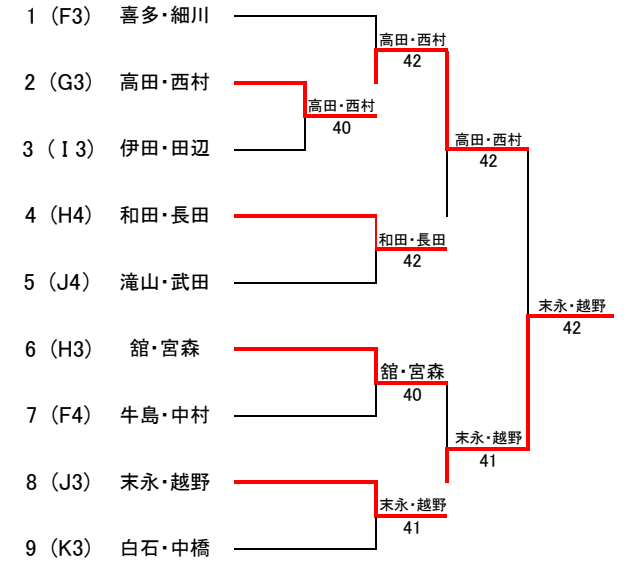 1 (F3) 喜多・細川
高田・西村
42
2 (G3) 高田・西村
高田・西村
40
3 (I3) 伊田・田辺
高田・西村
42
4 (H4) 和田・長田
和田・長田
42
5 (J4) 滝山・武田
末永・越野
42
6 (H3) 舘・宮森
舘・宮森
40
7 (F4) 牛島・中村
末永・越野
41
8 (J3) 末永・越野
末永・越野
41
9 (K3) 白石・中橋